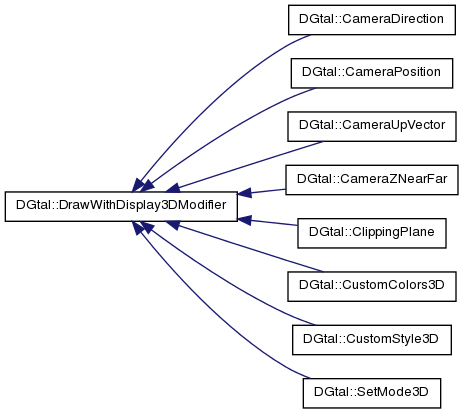 DGtal::CameraDirection
DGtal::CameraPosition
DGtal::CameraUpVector
DGtal::CameraZNearFar
DGtal::DrawWithDisplay3DModifier
DGtal::ClippingPlane
DGtal::CustomColors3D
DGtal::CustomStyle3D
DGtal::SetMode3D